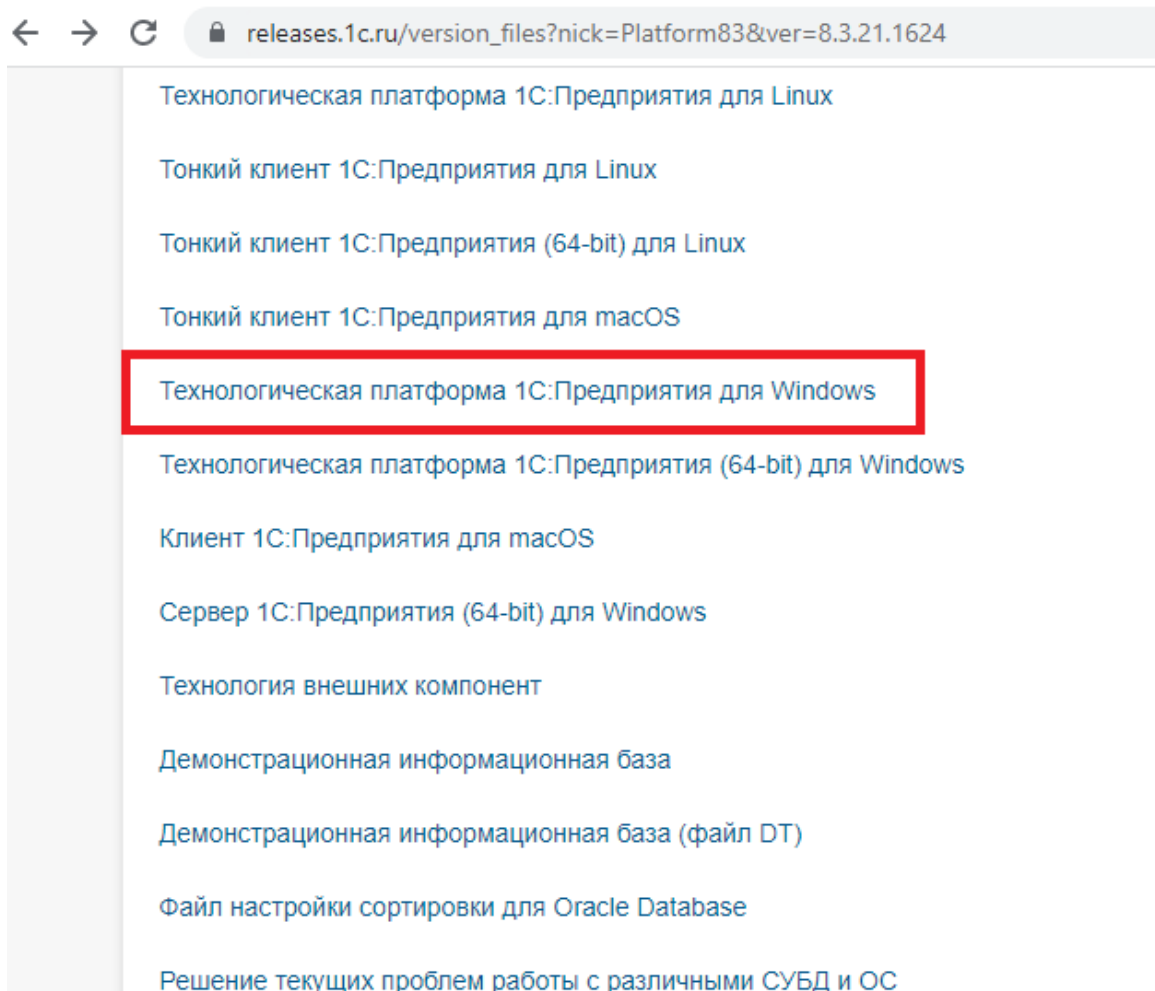 releases.1c.ru/version_files?nick=Platform83&ver=8.3.21.1624
Технологическая платформа 1С:Предприятия для Linux
Тонкий клиент 1С:Предприятия для Linux
Тонкий клиент 1С:Предприятия (64-bit) для Linux
Тонкий клиент 1С:Предприятия для macOS
Технологическая платформа 1С:Предприятия для Windows
Технологическая платформа 1С:Предприятия (64-bit) для Windows
Клиент 1С:Предприятия для macOS
Сервер 1С:Предприятия (64-bit) для Windows
Технология внешних компонент
Демонстрационная информационная база
Демонстрационная информационная база (файл DT)
Файл настройки сортировки для Oracle Database
Решение текущих проблем работы с различными СУБД и ОС